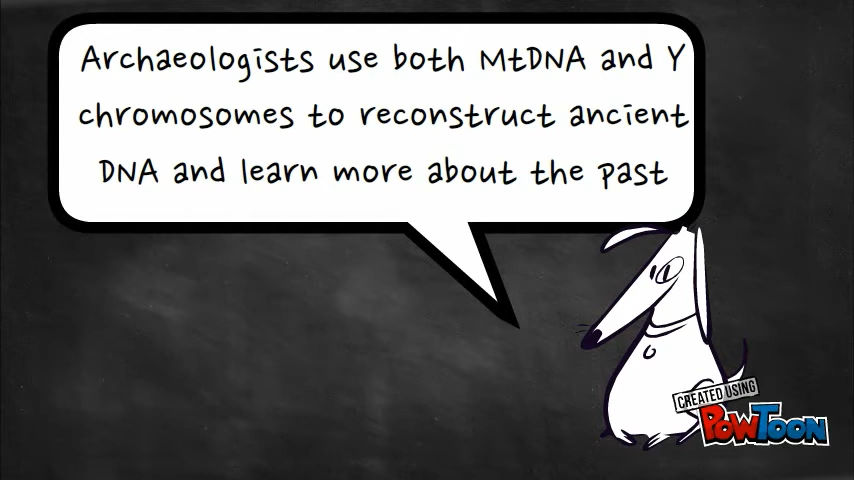 Archaeologists use both MtDNA and Y
chromosomes to reconstruct ancient
DNA and learn more about the past
CREATED USING
POWTOON